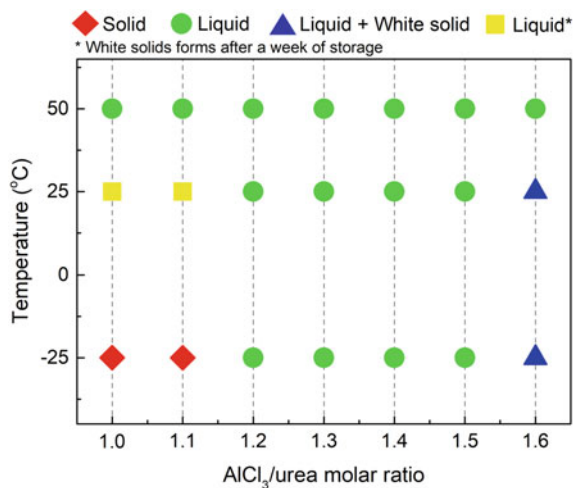 Solid Liquid Liquid + White solid Liquid*
* White solids forms after a week of storage
Temperature (°C)
50
25
0
-25
1.0 1.1 1.2 1.3 1.4 1.5 1.6
AlCl₃/urea molar ratio